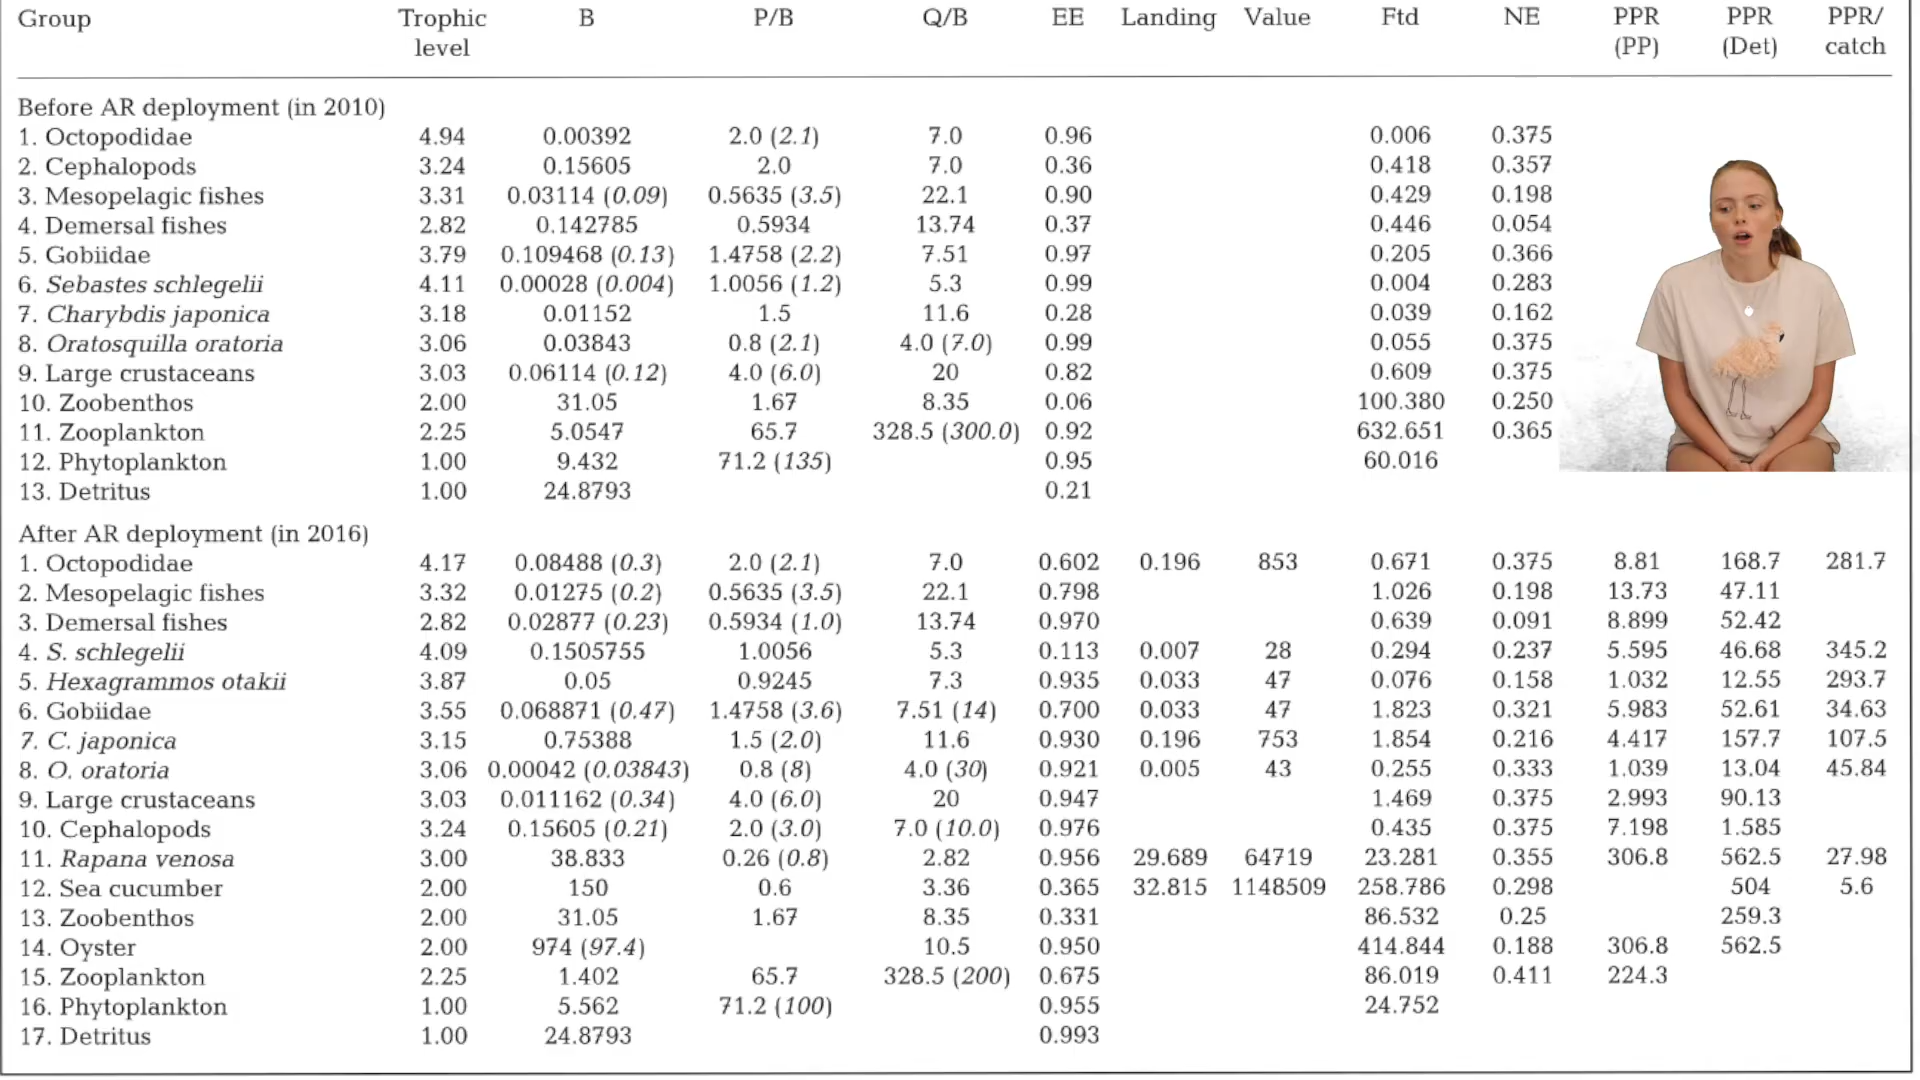 Group Trophic level B P/B Q/B EE Landing Value Ftd NE PPR (PP) PPR (Det) PPR/ catch
Before AR deployment (in 2010)
1. Octopodidae 4.94 0.00392 2.0 (2.1) 7.0 0.96 0.006 0.375
2. Cephalopods 3.24 0.15605 2.0 7.0 0.36 0.418 0.357
3. Mesopelagic fishes 3.31 0.03114 (0.09) 0.5635 (3.5) 22.1 0.90 0.429 0.198
4. Demersal fishes 2.82 0.142785 0.5934 13.74 0.37 0.446 0.054
5. Gobiidae 3.79 0.109468 (0.13) 1.4758 (2.2) 7.51 0.97 0.205 0.366
6. Sebastes schlegelii 4.11 0.00028 (0.004) 1.0056 (1.2) 5.3 0.99 0.004 0.283
7. Charybdis japonica 3.18 0.01152 1.5 11.6 0.28 0.039 0.162
8. Oratosquilla oratoria 3.06 0.03843 0.8 (2.1) 4.0 (7.0) 0.99 0.055 0.375
9. Large crustaceans 3.03 0.06114 (0.12) 4.0 (6.0) 20 0.82 0.609 0.375
10. Zoobenthos 2.00 31.05 1.67 8.35 0.06 100.380 0.250
11. Zooplankton 2.25 5.0547 65.7 328.5 (300.0) 0.92 632.651 0.365
12. Phytoplankton 1.00 9.432 71.2 (135) 0.95 60.016
13. Detritus 1.00 24.8793 0.21
After AR deployment (in 2016)
1. Octopodidae 4.17 0.08488 (0.3) 2.0 (2.1) 7.0 0.602 0.196 853 0.671 0.375 8.81 168.7 281.7
2. Mesopelagic fishes 3.32 0.01275 (0.2) 0.5635 (3.5) 22.1 0.798 1.026 0.198 13.73 47.11
3. Demersal fishes 2.82 0.02877 (0.23) 0.5934 (1.0) 13.74 0.970 0.639 0.091 8.899 52.42
4. S. schlegelii 4.09 0.1505755 1.0056 5.3 0.113 0.007 28 0.294 0.237 5.595 46.68 345.2
5. Hexagrammos otakii 3.87 0.05 0.9245 7.3 0.935 0.033 47 0.076 0.158 1.032 12.55 293.7
6. Gobiidae 3.55 0.068871 (0.47) 1.4758 (3.6) 7.51 (14) 0.700 0.033 47 1.823 0.321 5.983 52.61 34.63
7. C. japonica 3.15 0.75388 1.5 (2.0) 11.6 0.930 0.196 753 1.854 0.216 4.417 157.7 107.5
8. O. oratoria 3.06 0.00042 (0.03843) 0.8 (8) 4.0 (30) 0.921 0.005 43 0.255 0.333 1.039 13.04 45.84
9. Large crustaceans 3.03 0.011162 (0.34) 4.0 (6.0) 20 0.947 1.469 0.375 2.993 90.13
10. Cephalopods 3.24 0.15605 (0.21) 2.0 (3.0) 7.0 (10.0) 0.976 0.435 0.375 7.198 1.585
11. Rapana venosa 3.00 38.833 0.26 (0.8) 2.82 0.956 29.689 64719 23.281 0.355 306.8 562.5 27.98
12. Sea cucumber 2.00 150 0.6 3.36 0.365 32.815 1148509 258.786 0.298 504 5.6
13. Zoobenthos 2.00 31.05 1.67 8.35 0.331 86.532 0.25 259.3
14. Oyster 2.00 974 (97.4) 10.5 0.950 414.844 0.188 306.8 562.5
15. Zooplankton 2.25 1.402 65.7 328.5 (200) 0.675 86.019 0.411 224.3
16. Phytoplankton 1.00 5.562 71.2 (100) 0.955 24.752
17. Detritus 1.00 24.8793 0.993